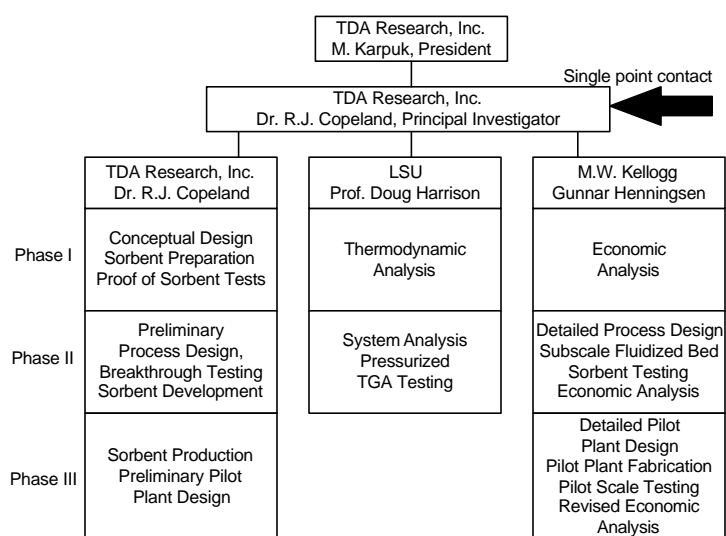 TDA Research, Inc.
M. Karpuk, President
Single point contact
TDA Research, Inc.
Dr. R.J. Copeland, Principal Investigator
TDA Research, Inc.
Dr. R.J. Copeland
LSU
Prof. Doug Harrison
M.W. Kellogg
Gunnar Henningsen
Phase I
Conceptual Design
Sorbent Preparation
Proof of Sorbent Tests
Thermodynamic
Analysis
Economic
Analysis
Phase II
Preliminary
Process Design,
Breakthrough Testing
Sorbent Development
System Analysis
Pressurized
TGA Testing
Detailed Process Design
Subscale Fluidized Bed
Sorbent Testing
Economic Analysis
Phase III
Sorbent Production
Preliminary Pilot
Plant Design
Detailed Pilot
Plant Design
Pilot Plant Fabrication
Pilot Scale Testing
Revised Economic
Analysis